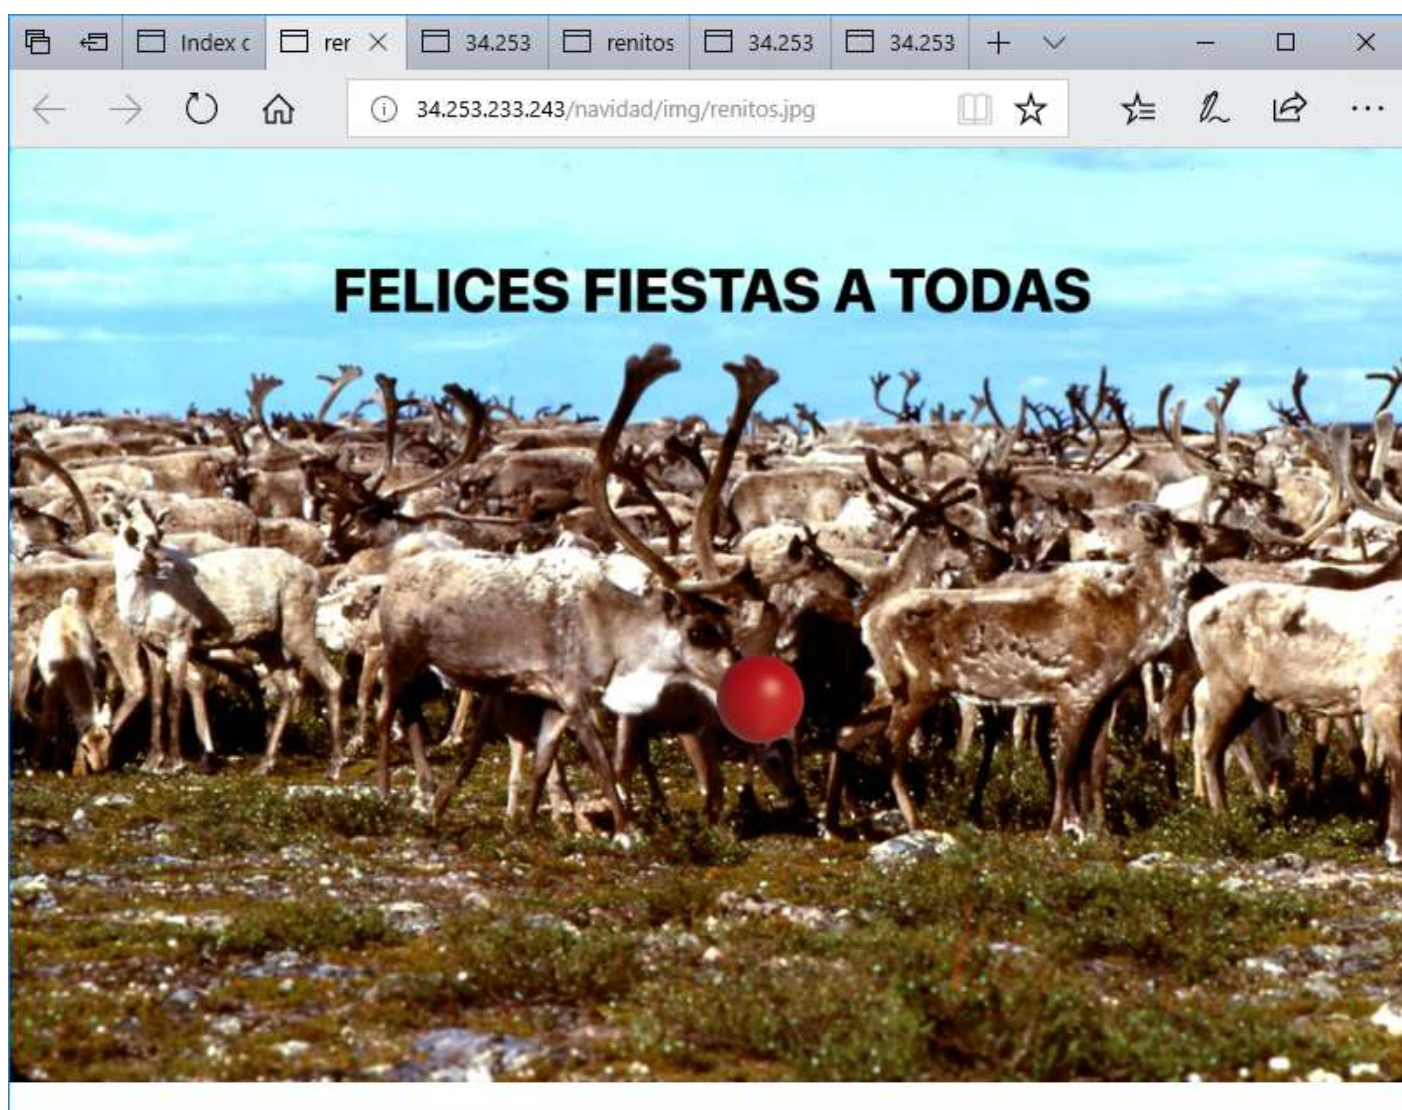 Index c
rer
34.253
renitos
34.253
34.253
34.253.233.243/navidad/img/renitos.jpg
FELICES FIESTAS A TODAS